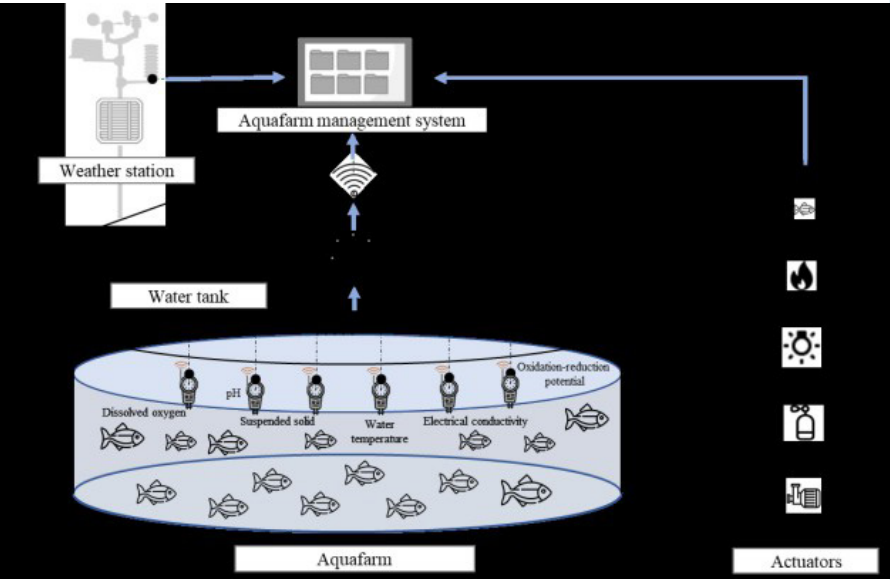 Aquafarm management system
Weather station
Water tank
Oxidation-reduction
potential
pH
Dissolved oxygen
Suspended solid
Water
temperature
Electrical conductivity
Aquafarm
Actuators